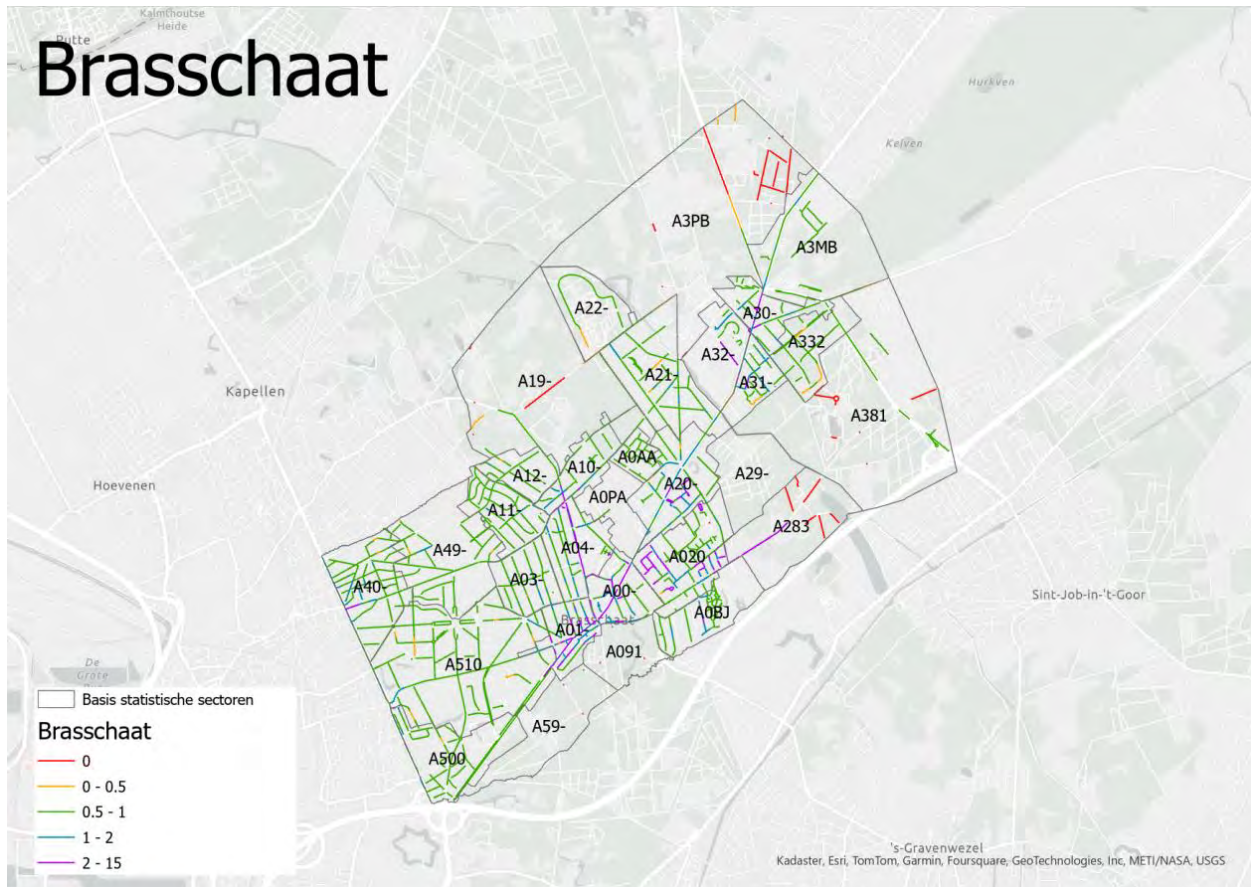 Kalmthoutse
Heide
Putte
Brasschaat
Hurkven
Kelven
A3PB
A3MB
A22-
A30-
A332
A32-
A21-
A31-
A19-
Kapellen
A381
A0AA
A10-
A12-
A29-
A20-
Hoevenen
A0PA
A11-
A283
A04-
A49-
A020
A03-
A40-
A00-
Sint-Job-in-'t-Goor
A0BJ
Brasschaat
A01-
A091
A510
De
Grote
Basis statistische sectoren
A59-
Brasschaat
A500
0
0 - 0.5
0.5 - 1
1 - 2
2 - 15
's-Gravenwezel
Kadaster, Esri, TomTom, Garmin, Foursquare, GeoTechnologies, Inc, METI/NASA, USGS